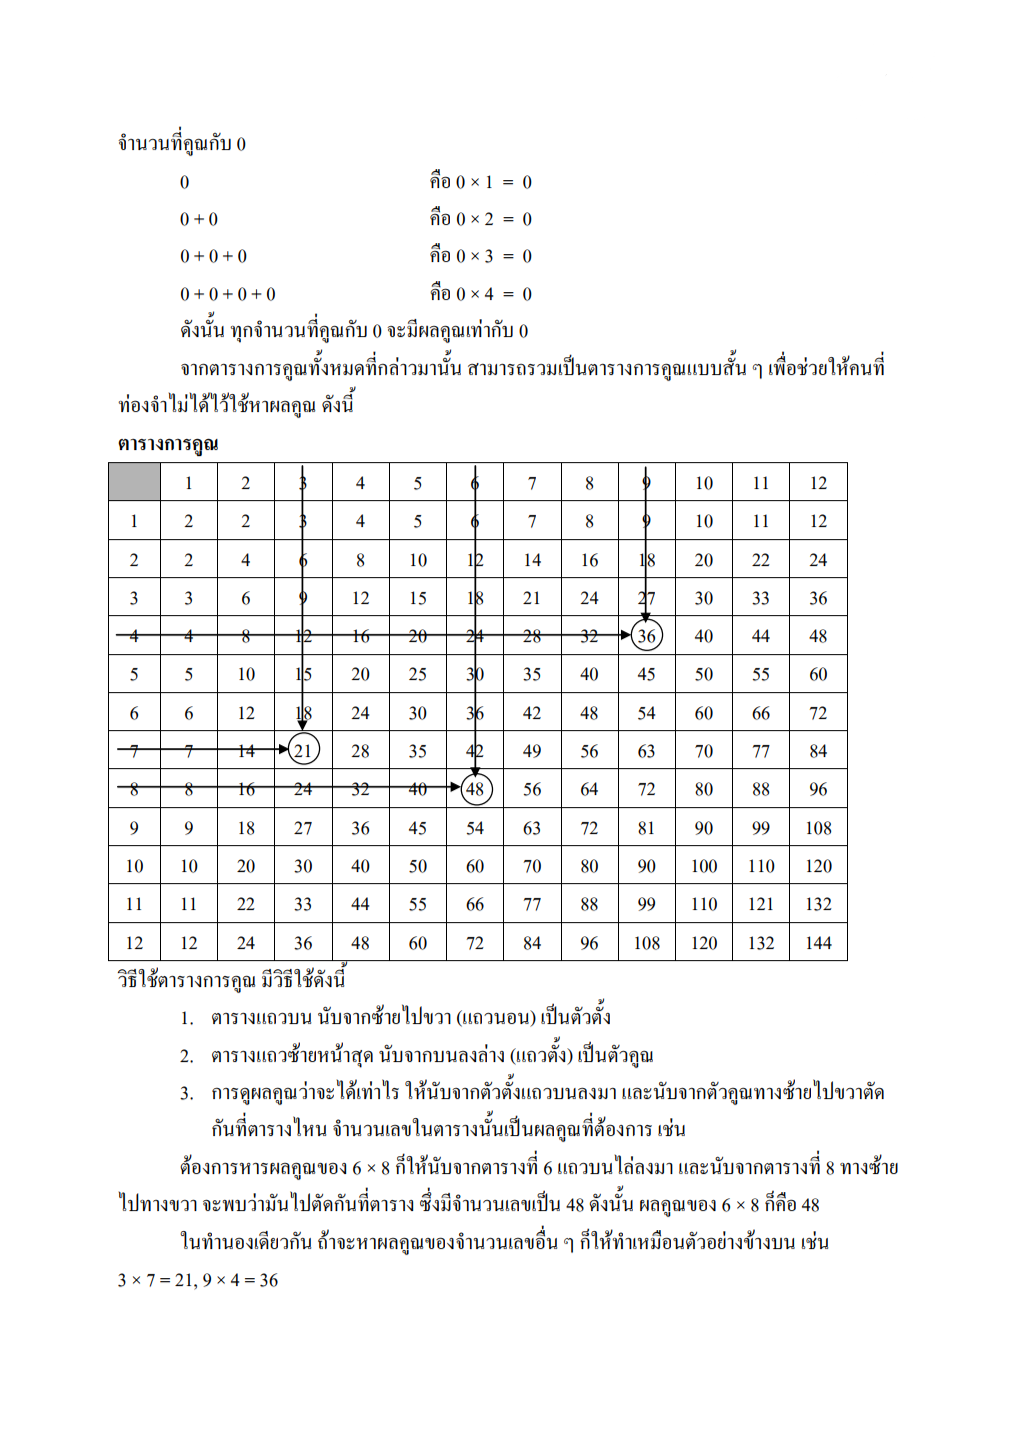 จำนวนที่คูณกับ 0
0 คือ 0 × 1 = 0
0 + 0 คือ 0 × 2 = 0
0 + 0 + 0 คือ 0 × 3 = 0
0 + 0 + 0 + 0 คือ 0 × 4 = 0
ดังนั้น ทุกจำนวนที่คูณกับ 0 จะมีผลคูณเท่ากับ 0
จากตารางการคูณทั้งหมดที่กล่าวมานั้น สามารถรวมเป็นตารางการคูณแบบสั้น ๆ เพื่อช่วยให้คนที่
ท่องจำไม่ได้ไว้ใช้หาผลคูณ ดังนี้
ตารางการคูณ
1 2 3 4 5 6 7 8 9 10 11 12
1 2 2 3 4 5 6 7 8 9 10 11 12
2 2 4 6 8 10 12 14 16 18 20 22 24
3 3 6 9 12 15 18 21 24 27 30 33 36
4 4 8 12 16 20 24 28 32 36 40 44 48
5 5 10 15 20 25 30 35 40 45 50 55 60
6 6 12 18 24 30 36 42 48 54 60 66 72
7 7 14 21 28 35 42 49 56 63 70 77 84
8 8 16 24 32 40 48 56 64 72 80 88 96
9 9 18 27 36 45 54 63 72 81 90 99 108
10 10 20 30 40 50 60 70 80 90 100 110 120
11 11 22 33 44 55 66 77 88 99 110 121 132
12 12 24 36 48 60 72 84 96 108 120 132 144
วิธีใช้ตารางการคูณ มีวิธีใช้ดังนี้
1. ตารางแถวบน นับจากซ้ายไปขวา (แถวนอน) เป็นตัวตั้ง
2. ตารางแถวซ้ายหน้าสุด นับจากบนลงล่าง (แถวตั้ง) เป็นตัวคูณ
3. การดูผลคูณว่าจะได้เท่าไร ให้นับจากตัวตั้งแถวบนลงมา และนับจากตัวคูณทางซ้ายไปขวาตัด
กันที่ตารางไหน จำนวนเลขในตารางนั้นเป็นผลคูณที่ต้องการ เช่น
ต้องการหารผลคูณของ 6 × 8 ก็ให้นับจากตารางที่ 6 แถวบนไล่ลงมา และนับจากตารางที่ 8 ทางซ้าย
ไปทางขวา จะพบว่ามันไปตัดกันที่ตาราง ซึ่งมีจำนวนเลขเป็น 48 ดังนั้น ผลคูณของ 6 × 8 ก็คือ 48
ในทำนองเดียวกัน ถ้าจะหาผลคูณของจำนวนเลขอื่น ๆ ก็ให้ทำเหมือนตัวอย่างข้างบน เช่น
3 × 7 = 21, 9 × 4 = 36